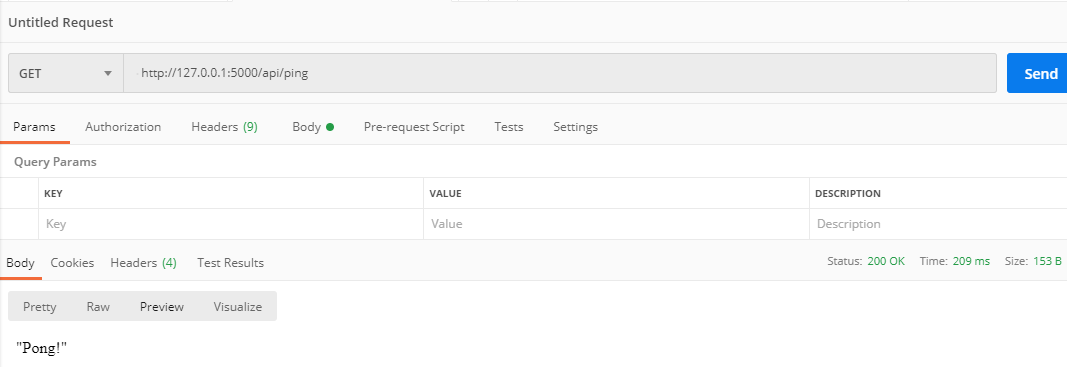 Untitled Request
GET http://127.0.0.1:5000/api/ping Send
Params Authorization Headers (9) Body Pre-request Script Tests Settings
Query Params
KEY VALUE DESCRIPTION
Key Value Description
Body Cookies Headers (4) Test Results Status: 200 OK Time: 209 ms Size: 153 B
Pretty Raw Preview Visualize
"Pong!"